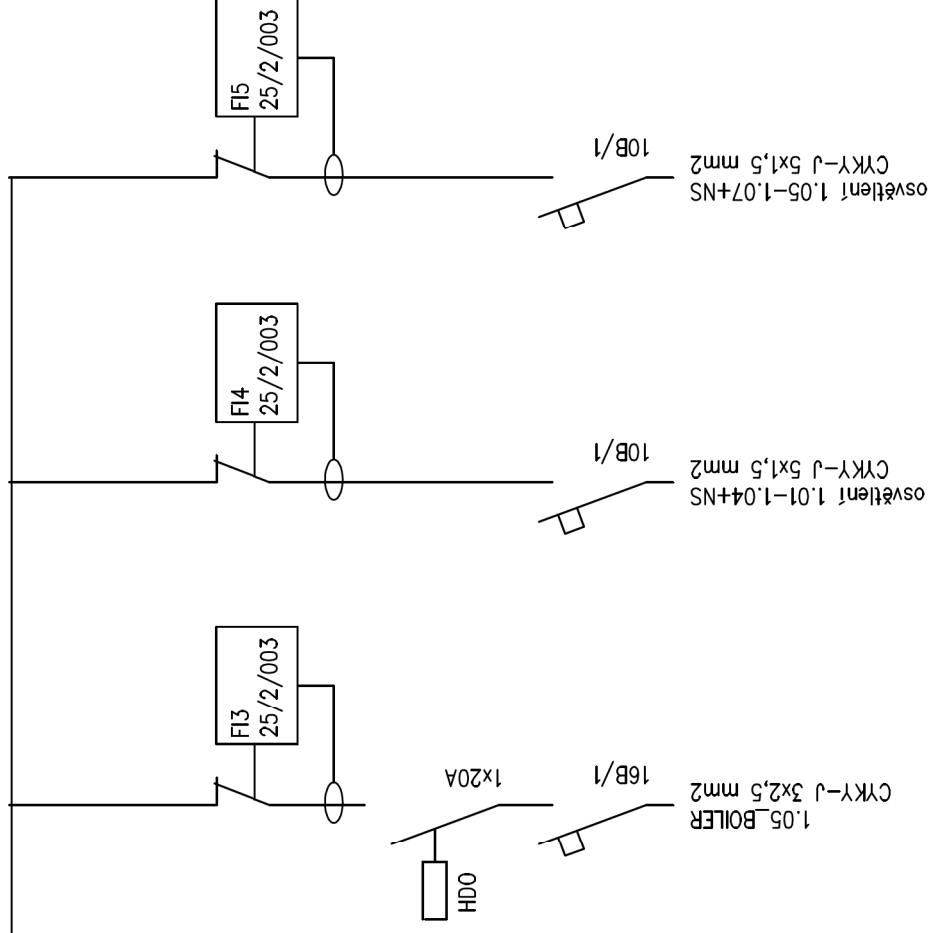 FI5
25/2/003
10B/1
osvětlení 1.05-1.07+NS
CYKY-J 5x1,5 mm2
FI4
25/2/003
10B/1
osvětlení 1.01-1.04+NS
CYKY-J 5x1,5 mm2
FI3
25/2/003
1x20A
HDO
16B/1
1.05_BOILER
CYKY-J 3x2,5 mm2